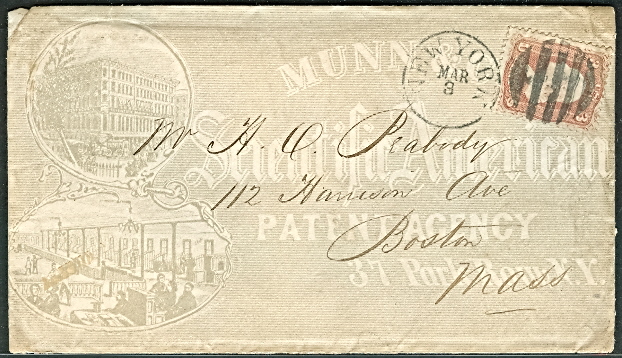 MUNN
NEW YORK
MAR
8
Mr H. C. Peabody
Scientific American
112 Harrison Ave
PATENT AGENCY
Boston
37 Park Row, N.Y.
Mass